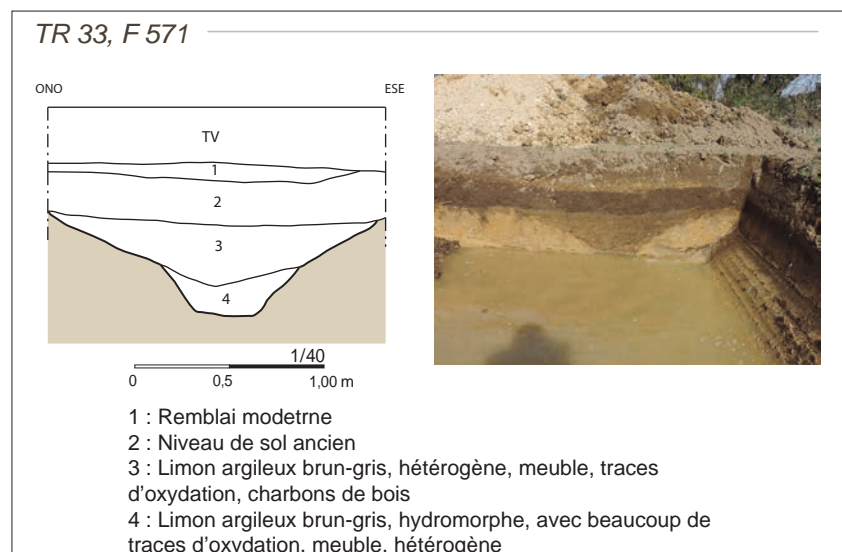 TR 33, F 571
ONO
ESE
TV
1
2
3
4
1/40
0 0,5 1,00 m
1 : Remblai modetrne
2 : Niveau de sol ancien
3 : Limon argileux brun-gris, hétérogène, meuble, traces
d'oxydation, charbons de bois
4 : Limon argileux brun-gris, hydromorphe, avec beaucoup de
traces d'oxydation, meuble, hétérogène